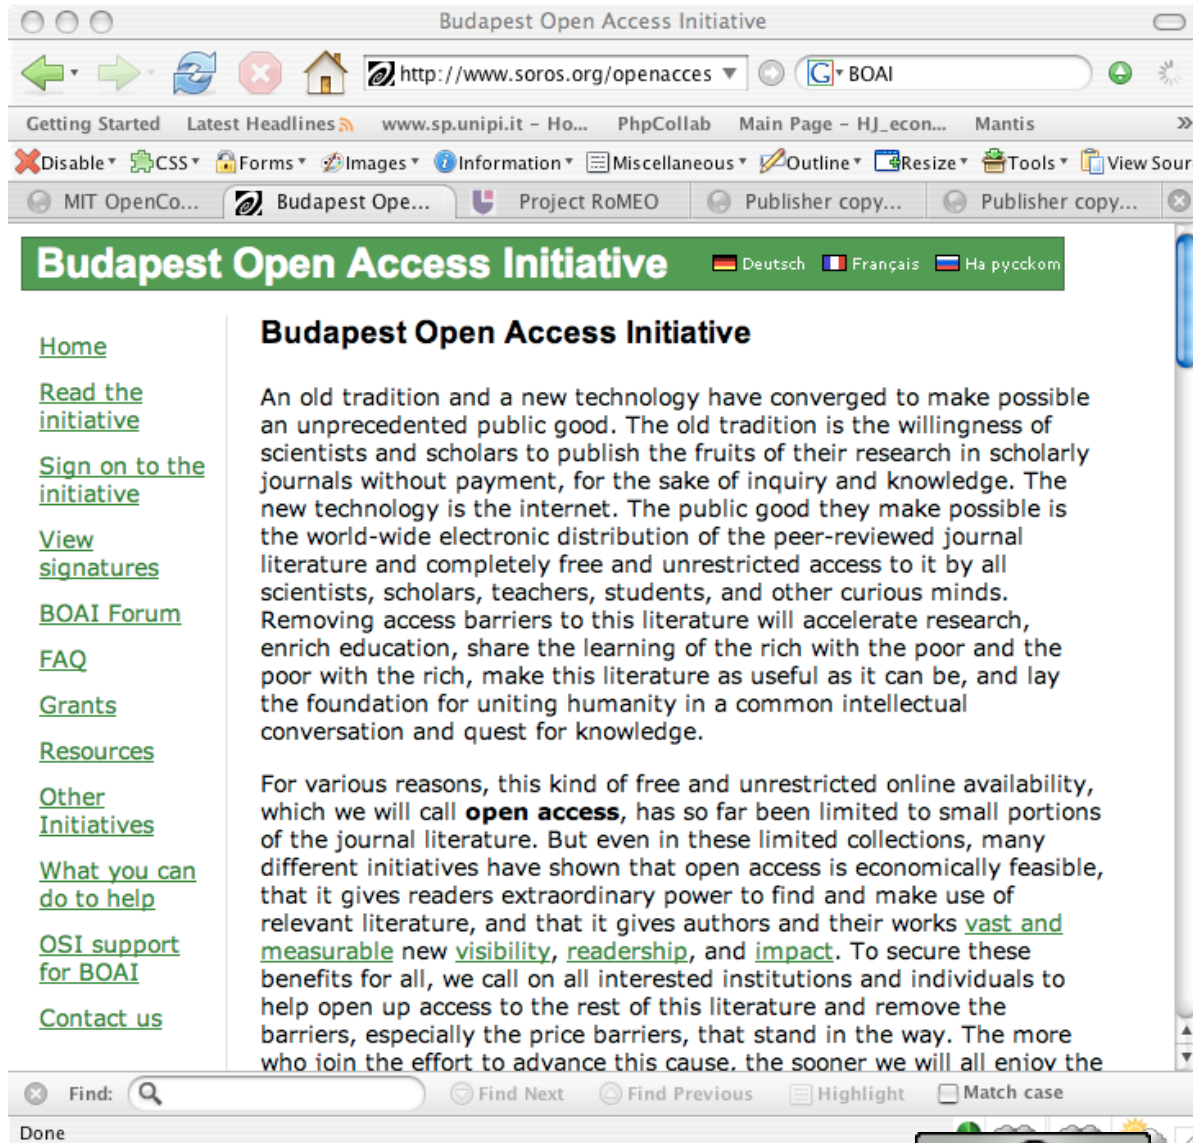 Budapest Open Access Initiative
http://www.soros.org/openacces
BOAI
Getting Started Latest Headlines www.sp.unipi.it – Ho... PhpCollab Main Page – HJ_econ... Mantis »
Disable CSS Forms Images Information Miscellaneous Outline Resize Tools View Sour
MIT OpenCo... Budapest Ope... Project RoMEO Publisher copy... Publisher copy...
Budapest Open Access Initiative Deutsch Français На русском
Home
Read the
initiative
Sign on to the
initiative
View
signatures
BOAI Forum
FAQ
Grants
Resources
Other
Initiatives
What you can
do to help
OSI support
for BOAI
Contact us
Budapest Open Access Initiative
An old tradition and a new technology have converged to make possible
an unprecedented public good. The old tradition is the willingness of
scientists and scholars to publish the fruits of their research in scholarly
journals without payment, for the sake of inquiry and knowledge. The
new technology is the internet. The public good they make possible is
the world-wide electronic distribution of the peer-reviewed journal
literature and completely free and unrestricted access to it by all
scientists, scholars, teachers, students, and other curious minds.
Removing access barriers to this literature will accelerate research,
enrich education, share the learning of the rich with the poor and the
poor with the rich, make this literature as useful as it can be, and lay
the foundation for uniting humanity in a common intellectual
conversation and quest for knowledge.
For various reasons, this kind of free and unrestricted online availability,
which we will call open access, has so far been limited to small portions
of the journal literature. But even in these limited collections, many
different initiatives have shown that open access is economically feasible,
that it gives readers extraordinary power to find and make use of
relevant literature, and that it gives authors and their works vast and
measurable new visibility, readership, and impact. To secure these
benefits for all, we call on all interested institutions and individuals to
help open up access to the rest of this literature and remove the
barriers, especially the price barriers, that stand in the way. The more
who join the effort to advance this cause, the sooner we will all enjoy the
Find: Find Next Find Previous Highlight Match case
Done